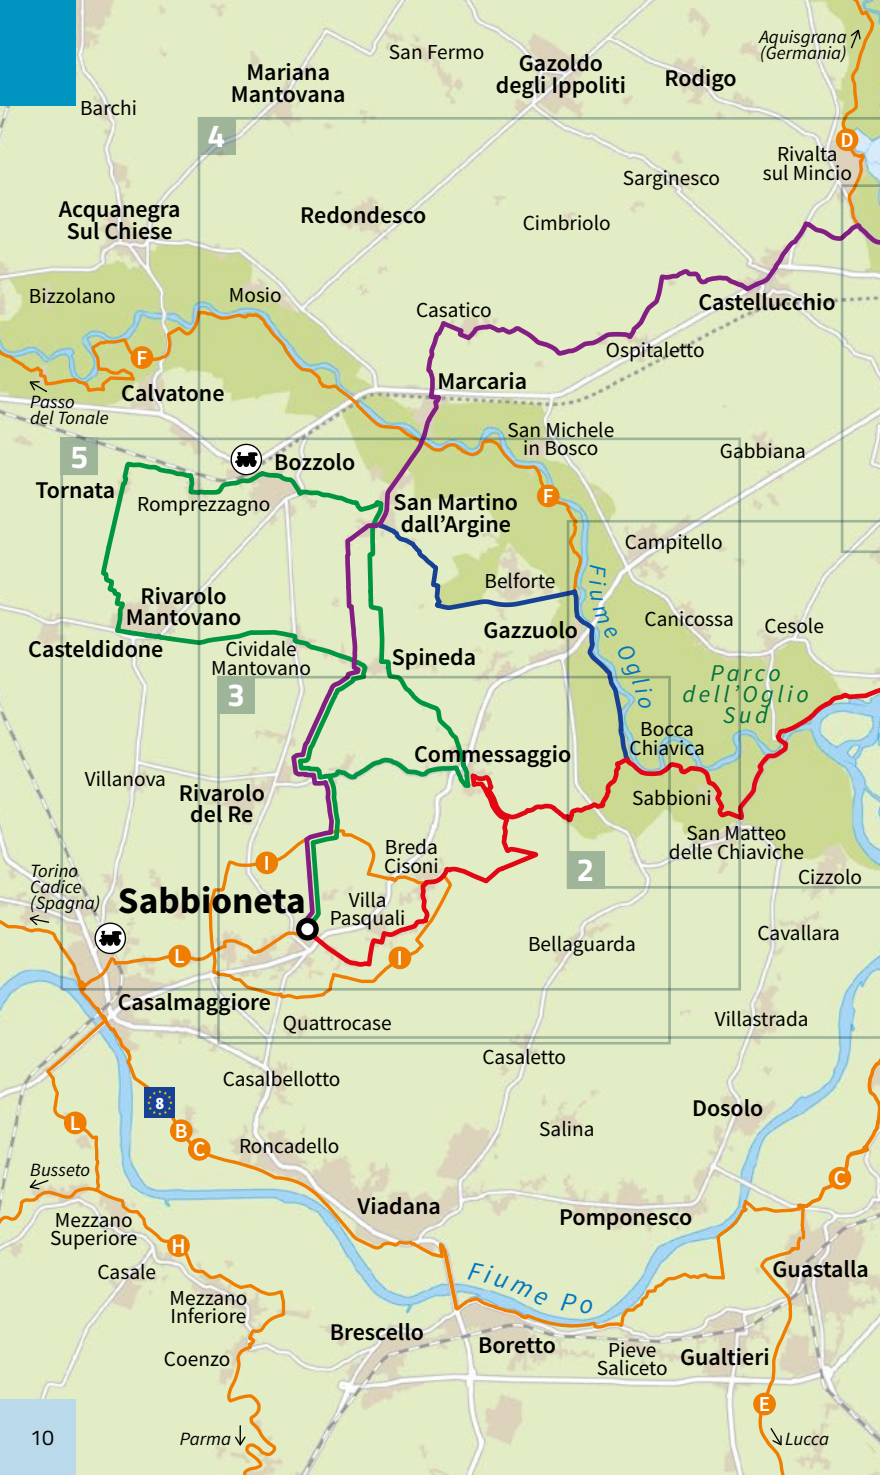 Aquisgrana
(Germania)
San Fermo
Gazoldo
degli Ippoliti
Rodigo
Mariana
Mantovana
Barchi
4
D
Rivalta
sul Mincio
Sarginesco
Acquanegra
Sul Chiese
Redondesco
Cimbriolo
Bizzolano
Mosio
Casatico
Castellucchio
Ospitaletto
F
Calvatone
Marcaria
Passo
del Tonale
San Michele
in Bosco
Gabbiana
5
Bozzolo
Tornata
Romprezzagno
San Martino
dall'Argine
F
Campitello
Belforte
Fiume Oglio
Rivarolo
Mantovano
Gazzuolo
Canicossa
Cesole
Casteldidone
Cividale
Mantovano
Spineda
Parco
dell'Oglio
Sud
3
Bocca
Chiavica
Commessaggio
Villanova
Rivarolo
del Re
Sabbioni
San Matteo
delle Chiaviche
Breda
Cisoni
I
2
Cizzolo
Torino
Cadice
(Spagna)
Sabbioneta
Villa
Pasquali
Bellaguarda
Cavallara
L
I
Casalmaggiore
Quattrocase
Villastrada
Casaletto
Casalbellotto
8
B
C
L
Dosolo
Salina
Roncadello
Busseto
C
Viadana
Pomponesco
Mezzano
Superiore
H
Casale
Fiume Po
Guastalla
Mezzano
Inferiore
Brescello
Boretto
Pieve
Saliceto
Gualtieri
Coenzo
E
10
Parma
Lucca